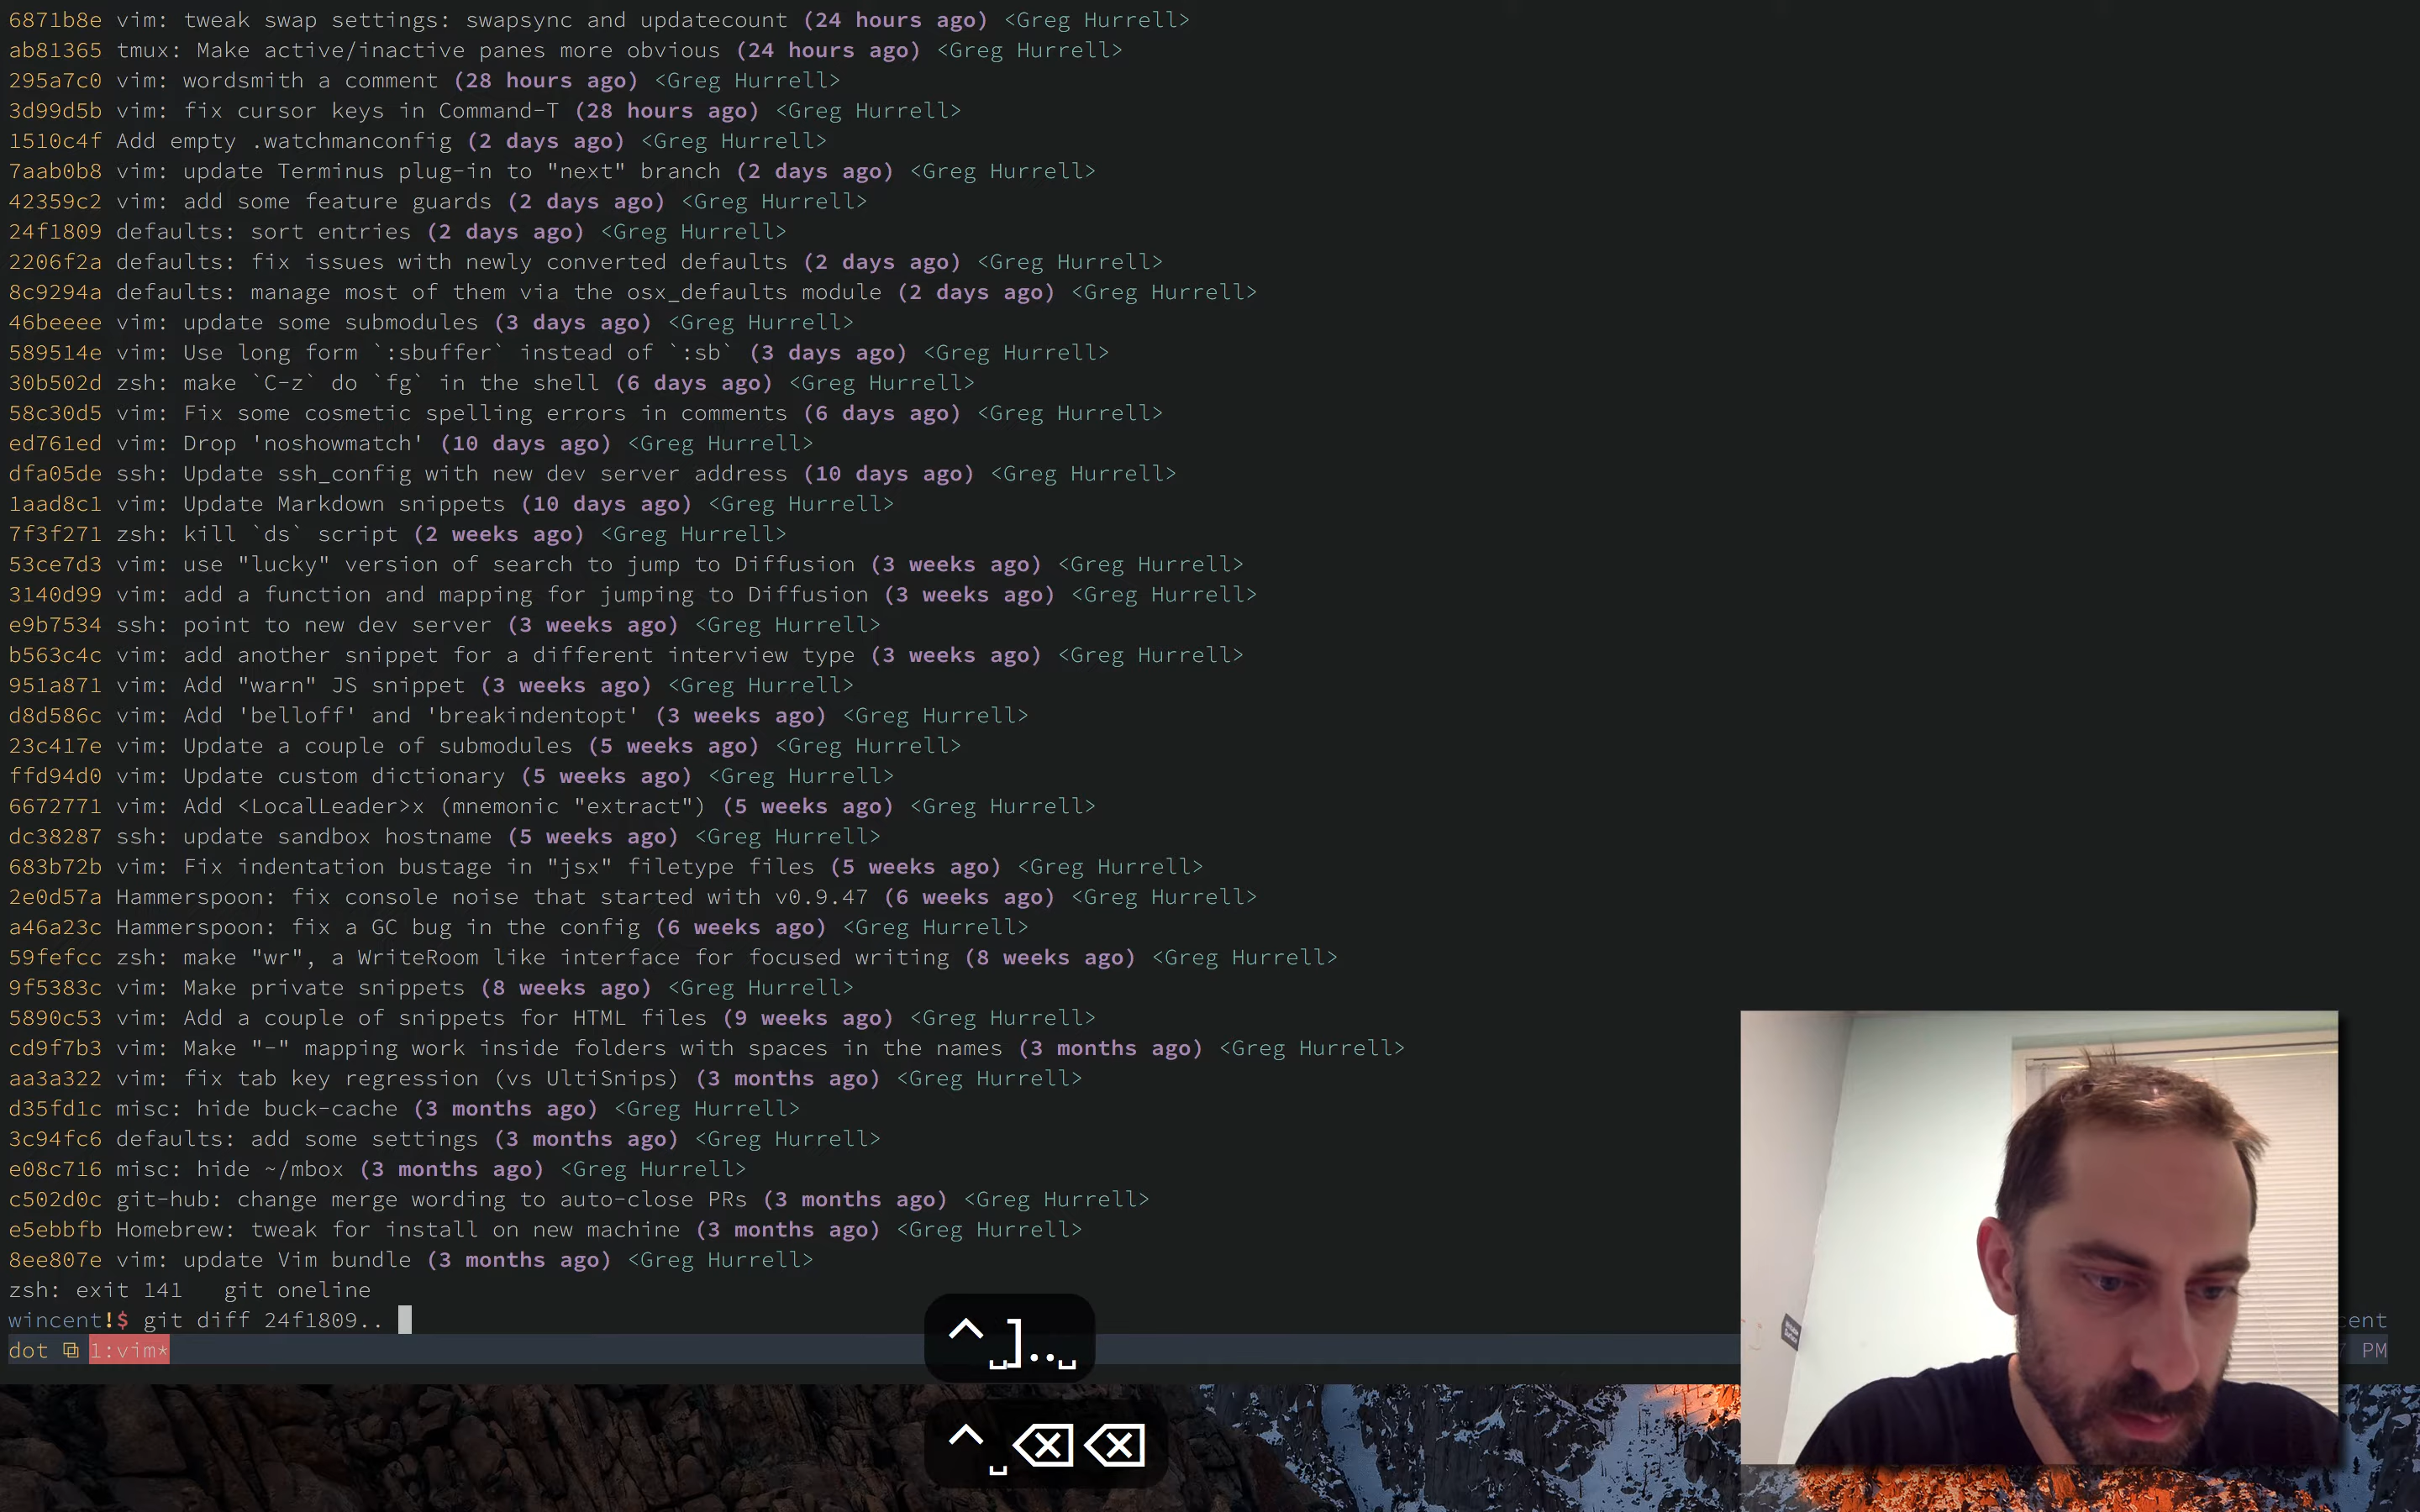 6871b8e vim: tweak swap settings: swapsync and updatecount (24 hours ago) <Greg Hurrell>
ab81365 tmux: Make active/inactive panes more obvious (24 hours ago) <Greg Hurrell>
295a7c0 vim: wordsmith a comment (28 hours ago) <Greg Hurrell>
3d99d5b vim: fix cursor keys in Command-T (28 hours ago) <Greg Hurrell>
1510c4f Add empty .watchmanconfig (2 days ago) <Greg Hurrell>
7aab0b8 vim: update Terminus plug-in to "next" branch (2 days ago) <Greg Hurrell>
42359c2 vim: add some feature guards (2 days ago) <Greg Hurrell>
24f1809 defaults: sort entries (2 days ago) <Greg Hurrell>
2206f2a defaults: fix issues with newly converted defaults (2 days ago) <Greg Hurrell>
8c9294a defaults: manage most of them via the osx_defaults module (2 days ago) <Greg Hurrell>
46beeee vim: update some submodules (3 days ago) <Greg Hurrell>
589514e vim: Use long form `:sbuffer` instead of `:sb` (3 days ago) <Greg Hurrell>
30b502d zsh: make `C-z` do `fg` in the shell (6 days ago) <Greg Hurrell>
58c30d5 vim: Fix some cosmetic spelling errors in comments (6 days ago) <Greg Hurrell>
ed761ed vim: Drop 'noshowmatch' (10 days ago) <Greg Hurrell>
dfa05de ssh: Update ssh_config with new dev server address (10 days ago) <Greg Hurrell>
1aad8c1 vim: Update Markdown snippets (10 days ago) <Greg Hurrell>
7f3f271 zsh: kill `ds` script (2 weeks ago) <Greg Hurrell>
53ce7d3 vim: use "lucky" version of search to jump to Diffusion (3 weeks ago) <Greg Hurrell>
3140d99 vim: add a function and mapping for jumping to Diffusion (3 weeks ago) <Greg Hurrell>
e9b7534 ssh: point to new dev server (3 weeks ago) <Greg Hurrell>
b563c4c vim: add another snippet for a different interview type (3 weeks ago) <Greg Hurrell>
951a871 vim: Add "warn" JS snippet (3 weeks ago) <Greg Hurrell>
d8d586c vim: Add 'belloff' and 'breakindentopt' (3 weeks ago) <Greg Hurrell>
23c417e vim: Update a couple of submodules (5 weeks ago) <Greg Hurrell>
ffd94d0 vim: Update custom dictionary (5 weeks ago) <Greg Hurrell>
6672771 vim: Add <LocalLeader>x (mnemonic "extract") (5 weeks ago) <Greg Hurrell>
dc38287 ssh: update sandbox hostname (5 weeks ago) <Greg Hurrell>
683b72b vim: Fix indentation bustage in "jsx" filetype files (5 weeks ago) <Greg Hurrell>
2e0d57a Hammerspoon: fix console noise that started with v0.9.47 (6 weeks ago) <Greg Hurrell>
a46a23c Hammerspoon: fix a GC bug in the config (6 weeks ago) <Greg Hurrell>
59fefcc zsh: make "wr", a WriteRoom like interface for focused writing (8 weeks ago) <Greg Hurrell>
9f5383c vim: Make private snippets (8 weeks ago) <Greg Hurrell>
5890c53 vim: Add a couple of snippets for HTML files (9 weeks ago) <Greg Hurrell>
cd9f7b3 vim: Make "-" mapping work inside folders with spaces in the names (3 months ago) <Greg Hurrell>
aa3a322 vim: fix tab key regression (vs UltiSnips) (3 months ago) <Greg Hurrell>
d35fd1c misc: hide buck-cache (3 months ago) <Greg Hurrell>
3c94fc6 defaults: add some settings (3 months ago) <Greg Hurrell>
e08c716 misc: hide ~/mbox (3 months ago) <Greg Hurrell>
c502d0c git-hub: change merge wording to auto-close PRs (3 months ago) <Greg Hurrell>
e5ebbfb Homebrew: tweak for install on new machine (3 months ago) <Greg Hurrell>
8ee807e vim: update Vim bundle (3 months ago) <Greg Hurrell>
zsh: exit 141   git oneline
wincent!$ git diff 24f1809.. cent
dot 1:vim* PM
^␣]..␣
^␣⌫⌫